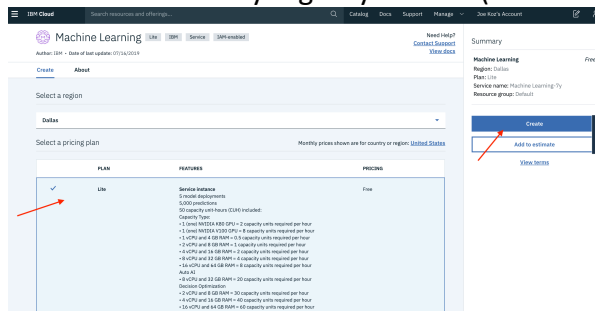 IBM Cloud
Search resources and offerings...
Catalog Docs Support Manage Joe Koz's Account
Machine Learning Lite IBM Service IAM-enabled
Author: IBM • Date of last update: 07/16/2019
Need Help?
Contact Support
View docs
Create About
Select a region
Dallas
Select a pricing plan
Monthly prices shown are for country or region: United States
PLAN FEATURES PRICING
Lite Service instance Free
5 model deployments
5,000 predictions
50 capacity unit-hours (CUH) included:
Capacity Type:
• 1 (one) NVIDIA K80 GPU = 2 capacity units required per hour
• 1 (one) NVIDIA V100 GPU = 8 capacity units required per hour
• 1 vCPU and 4 GB RAM = 0.5 capacity units required per hour
• 2 vCPU and 8 GB RAM = 1 capacity units required per hour
• 4 vCPU and 16 GB RAM = 2 capacity units required per hour
• 8 vCPU and 32 GB RAM = 4 capacity units required per hour
• 16 vCPU and 64 GB RAM = 8 capacity units required per hour
Auto AI
• 8 vCPU and 32 GB RAM = 20 capacity units required per hour
Decision Optimization
• 2 vCPU and 8 GB RAM = 30 capacity units required per hour
• 4 vCPU and 16 GB RAM = 40 capacity units required per hour
• 16 vCPU and 64 GB RAM = 60 capacity units required per hour
Summary
Machine Learning Free
Region: Dallas
Plan: Lite
Service name: Machine Learning-7y
Resource group: Default
Create
Add to estimate
View terms